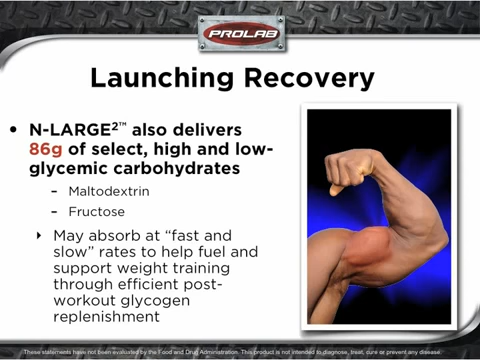 PROLAB
Launching Recovery
• N-LARGE²™ also delivers
86g of select, high and low-
glycemic carbohydrates
– Maltodextrin
– Fructose
May absorb at “fast and
slow” rates to help fuel and
support weight training
through efficient post-
workout glycogen
replenishment
These statements have not been evaluated by the Food and Drug Administration. This product is not intended to diagnose, treat, cure or prevent any disease.